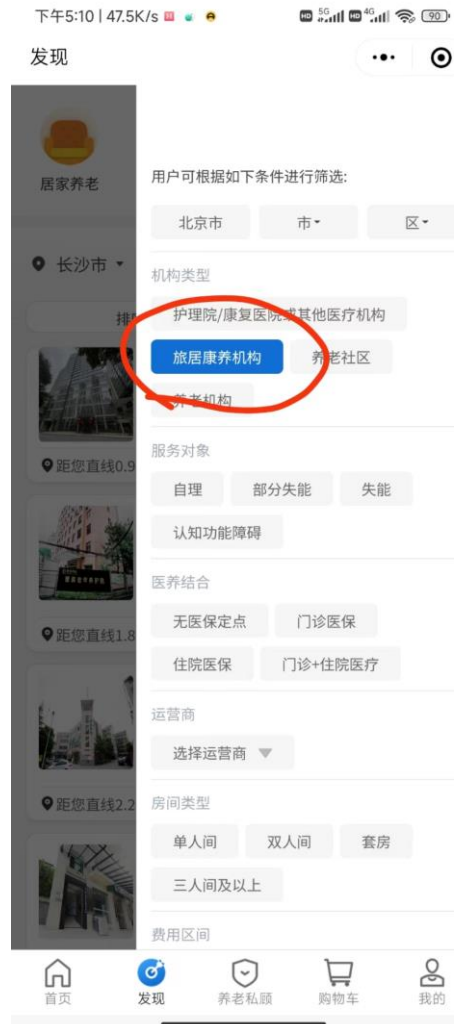 下午5:10 | 47.5K/s HD 5G HD 4G 90
发现
居家养老
用户可根据如下条件进行筛选:
北京市 市 区
长沙市
机构类型
护理院/康复医院或其他医疗机构
旅居康养机构 养老社区
养老机构
距您直线0.9
服务对象
自理 部分失能 失能
认知功能障碍
医养结合
无医保定点 门诊医保
距您直线1.8
住院医保 门诊+住院医疗
运营商
选择运营商
距您直线2.2
房间类型
单人间 双人间 套房
三人间及以上
费用区间
首页 发现 养老私顾 购物车 我的